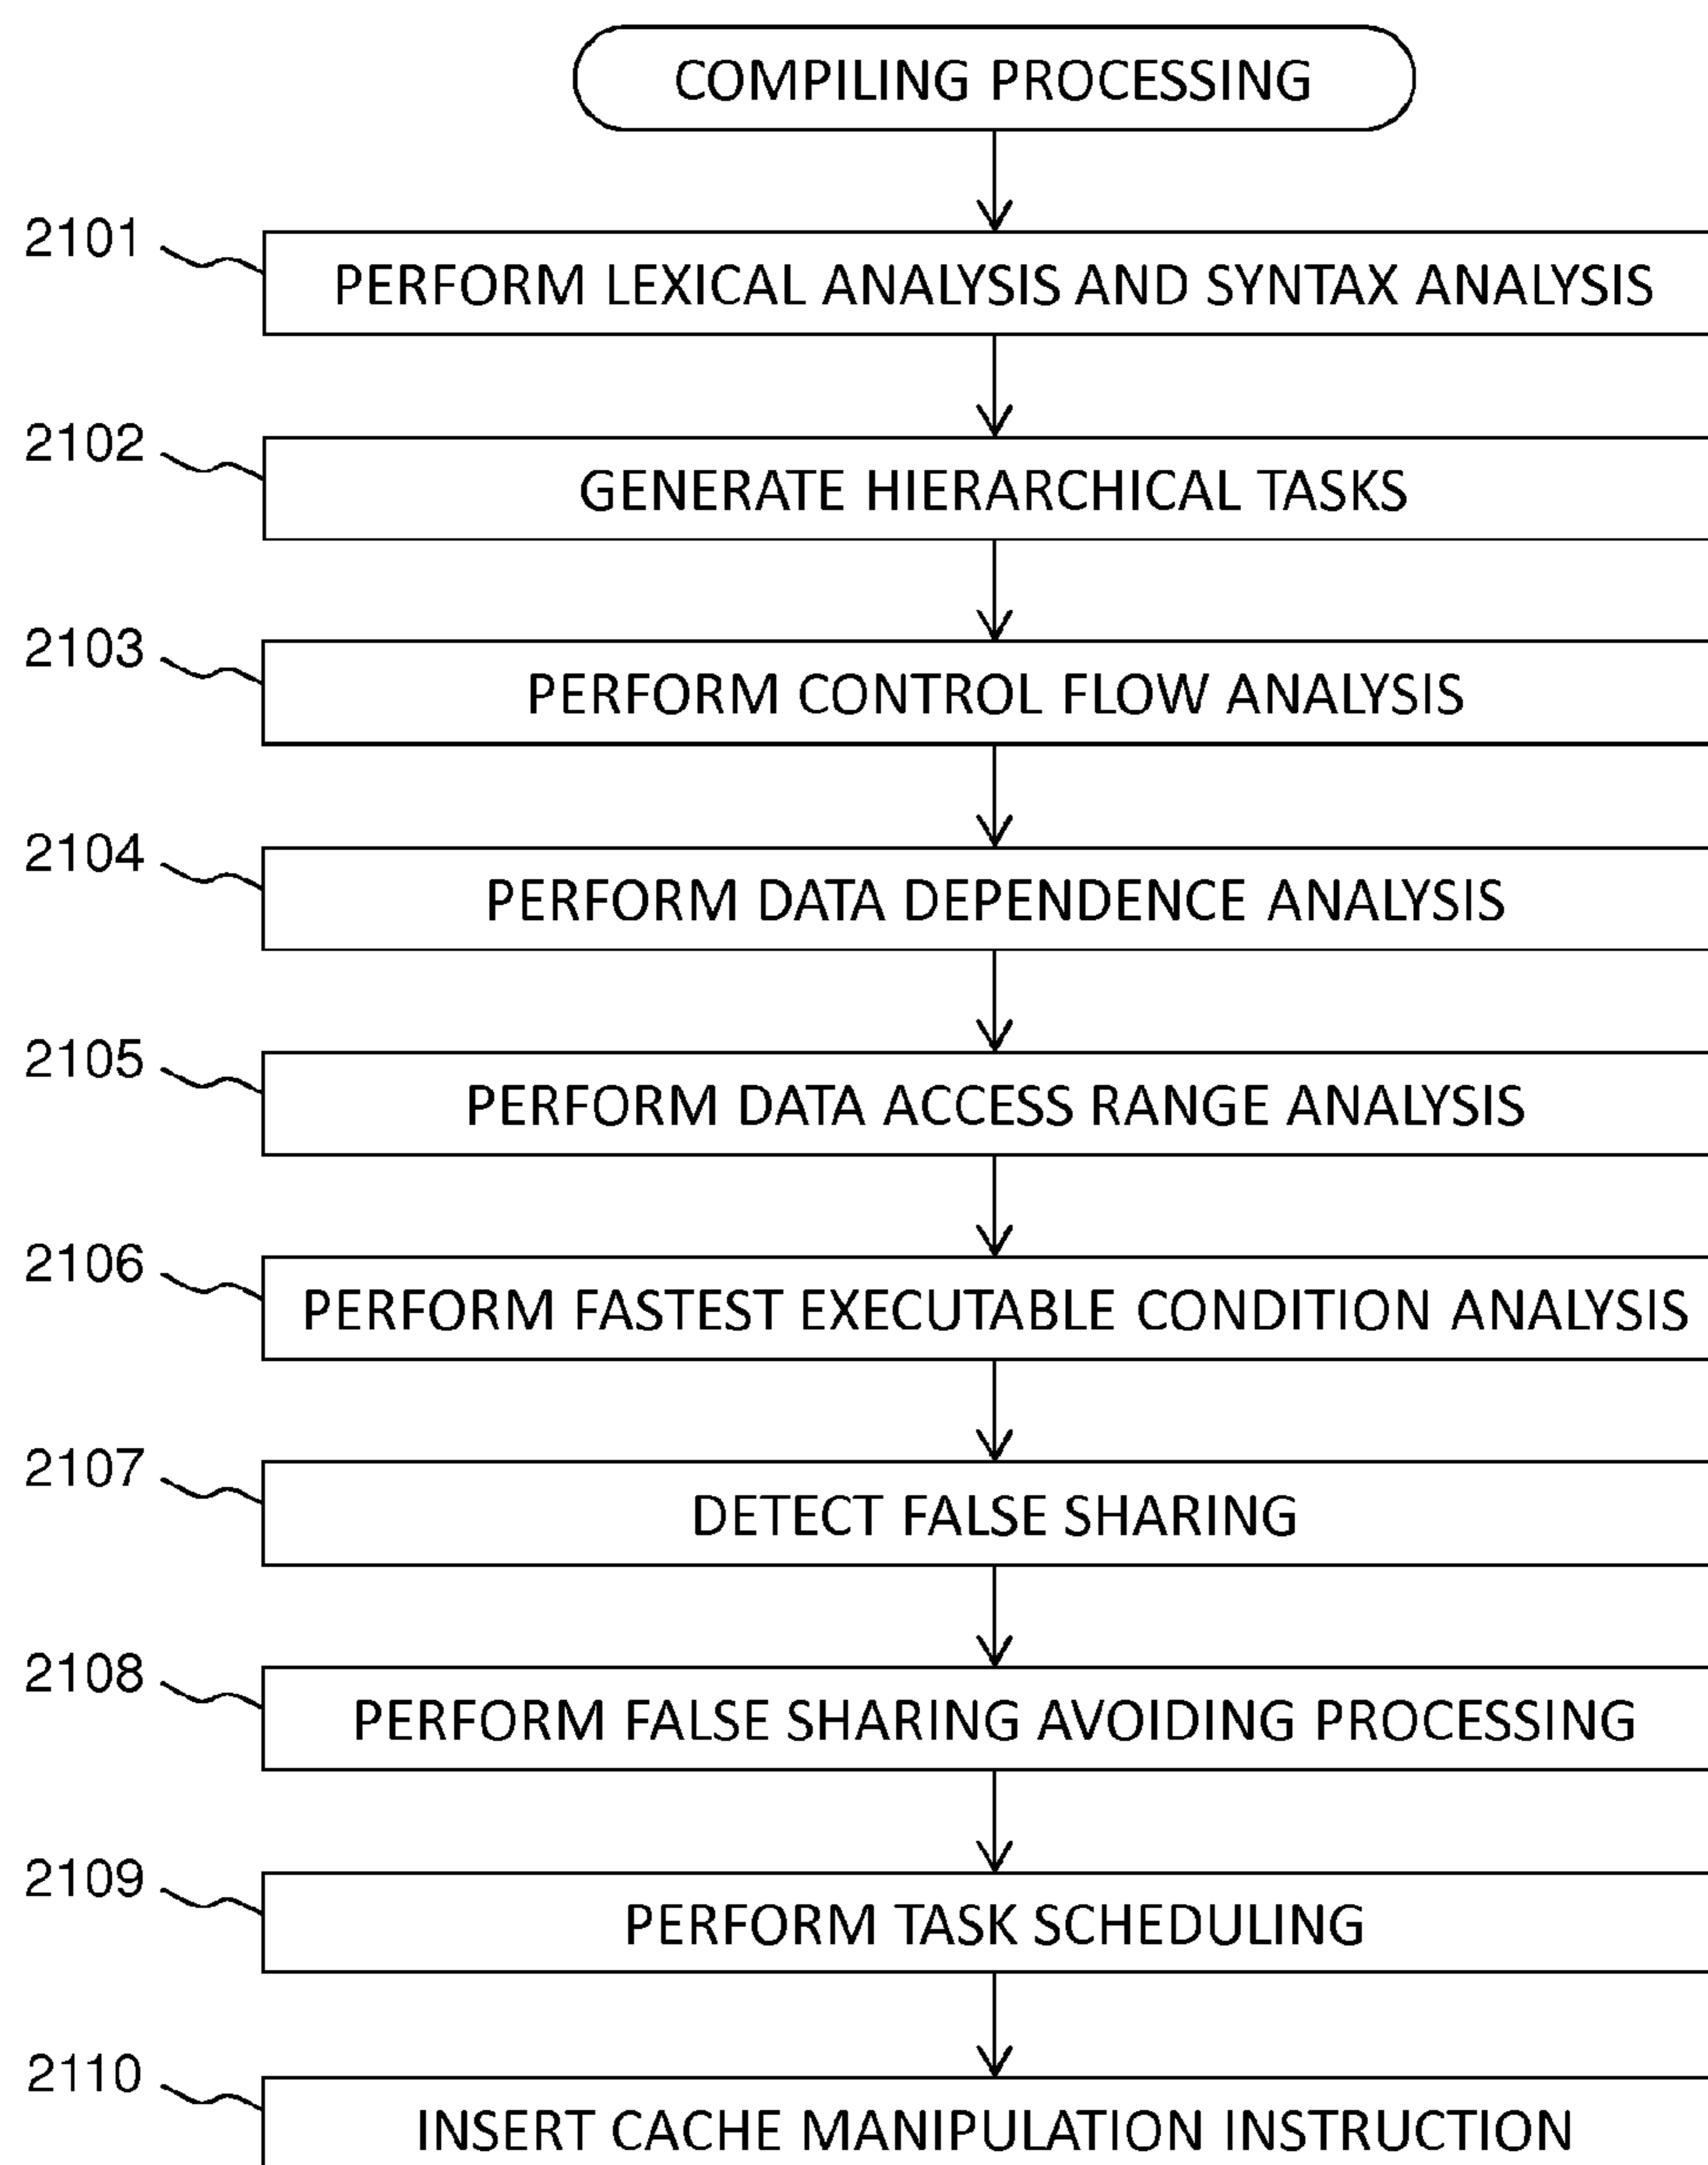 COMPILING PROCESSING
2101
PERFORM LEXICAL ANALYSIS AND SYNTAX ANALYSIS
2102
GENERATE HIERARCHICAL TASKS
2103
PERFORM CONTROL FLOW ANALYSIS
2104
PERFORM DATA DEPENDENCE ANALYSIS
2105
PERFORM DATA ACCESS RANGE ANALYSIS
2106
PERFORM FASTEST EXECUTABLE CONDITION ANALYSIS
2107
DETECT FALSE SHARING
2108
PERFORM FALSE SHARING AVOIDING PROCESSING
2109
PERFORM TASK SCHEDULING
2110
INSERT CACHE MANIPULATION INSTRUCTION